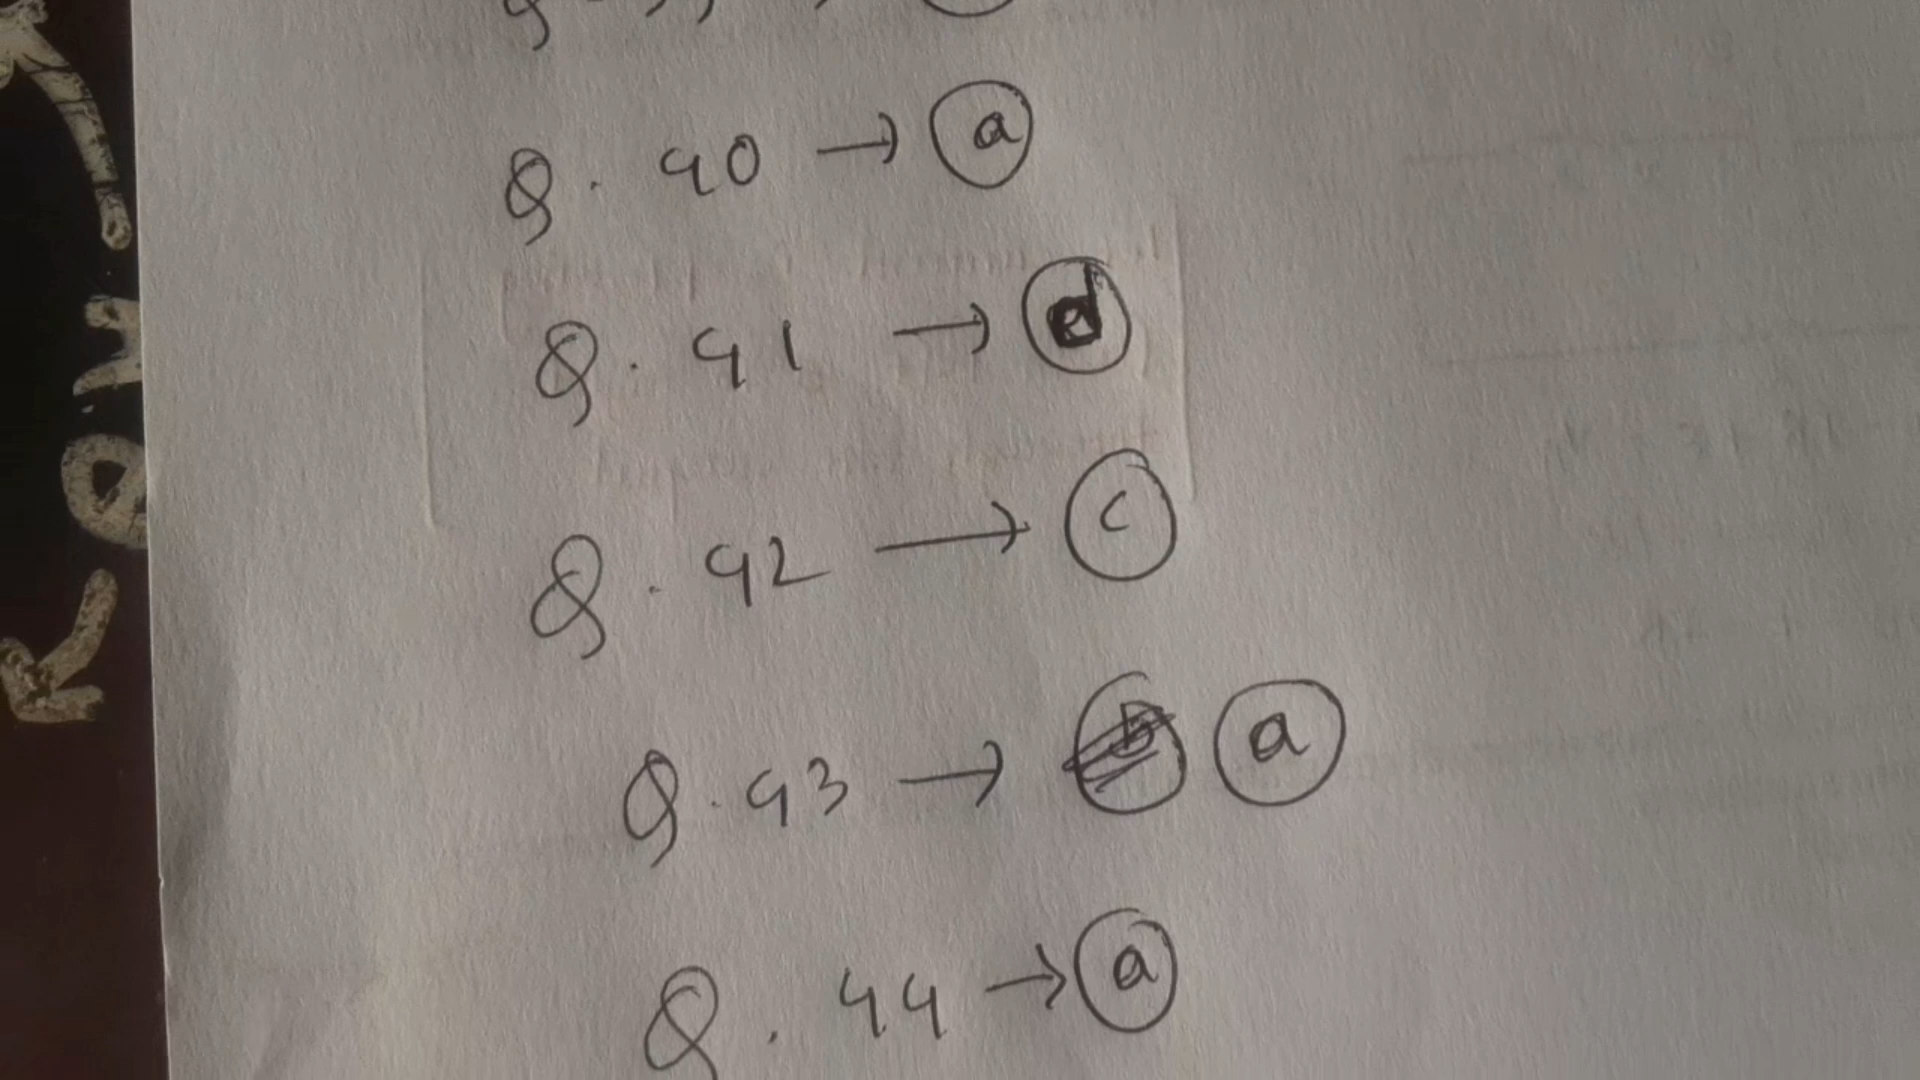 Q. 40 → a
Q. 41 → d
Q. 42 → c
Q. 43 → a
Q. 44 → a